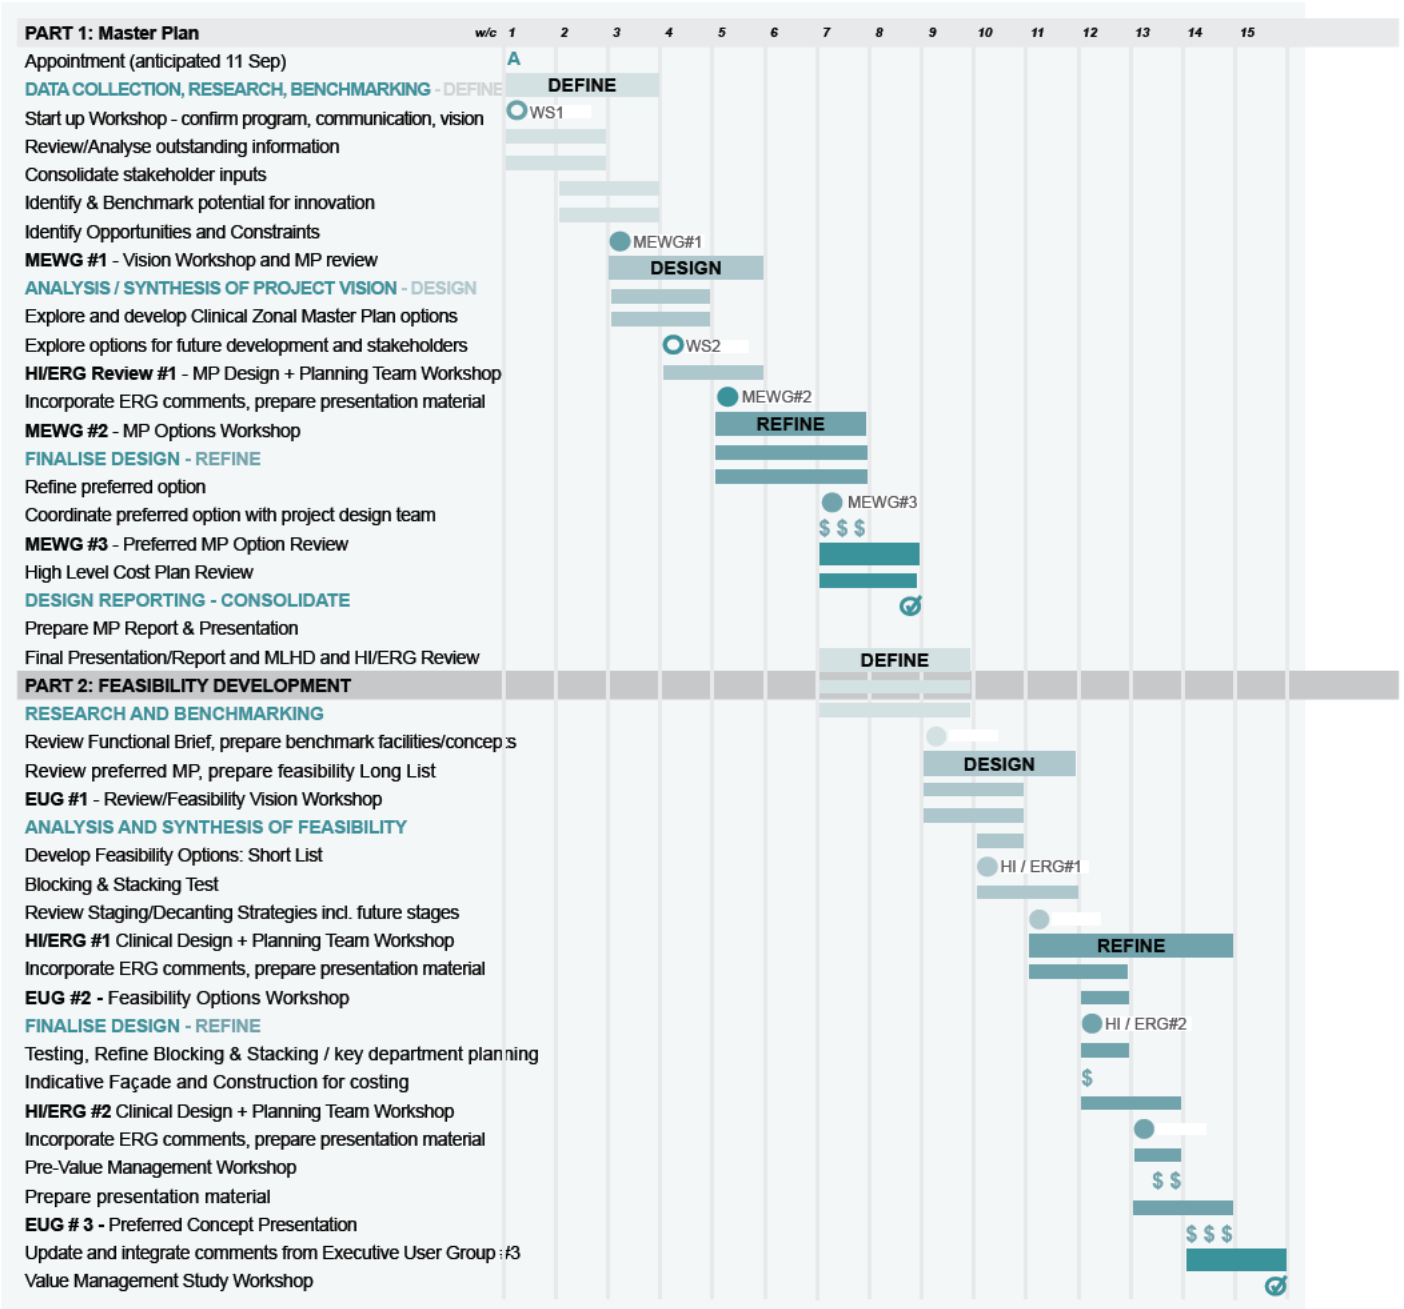 PART 1: Master Plan w/c 1 2 3 4 5 6 7 8 9 10 11 12 13 14 15
Appointment (anticipated 11 Sep) A
DATA COLLECTION, RESEARCH, BENCHMARKING - DEFINE DEFINE
Start up Workshop - confirm program, communication, vision WS1
Review/Analyse outstanding information
Consolidate stakeholder inputs
Identify & Benchmark potential for innovation
Identify Opportunities and Constraints MEWG#1
MEWG #1 - Vision Workshop and MP review DESIGN
ANALYSIS / SYNTHESIS OF PROJECT VISION - DESIGN
Explore and develop Clinical Zonal Master Plan options
Explore options for future development and stakeholders WS2
HI/ERG Review #1 - MP Design + Planning Team Workshop
Incorporate ERG comments, prepare presentation material MEWG#2
MEWG #2 - MP Options Workshop REFINE
FINALISE DESIGN - REFINE
Refine preferred option MEWG#3
Coordinate preferred option with project design team $ $ $
MEWG #3 - Preferred MP Option Review
High Level Cost Plan Review
DESIGN REPORTING - CONSOLIDATE
Prepare MP Report & Presentation
Final Presentation/Report and MLHD and HI/ERG Review DEFINE
PART 2: FEASIBILITY DEVELOPMENT
RESEARCH AND BENCHMARKING
Review Functional Brief, prepare benchmark facilities/concepts
Review preferred MP, prepare feasibility Long List DESIGN
EUG #1 - Review/Feasibility Vision Workshop
ANALYSIS AND SYNTHESIS OF FEASIBILITY
Develop Feasibility Options: Short List HI / ERG#1
Blocking & Stacking Test
Review Staging/Decanting Strategies incl. future stages
HI/ERG #1 Clinical Design + Planning Team Workshop REFINE
Incorporate ERG comments, prepare presentation material
EUG #2 - Feasibility Options Workshop
FINALISE DESIGN - REFINE HI / ERG#2
Testing, Refine Blocking & Stacking / key department planning
Indicative Façade and Construction for costing $
HI/ERG #2 Clinical Design + Planning Team Workshop
Incorporate ERG comments, prepare presentation material
Pre-Value Management Workshop
Prepare presentation material $ $
EUG # 3 - Preferred Concept Presentation $ $ $
Update and integrate comments from Executive User Group #3
Value Management Study Workshop